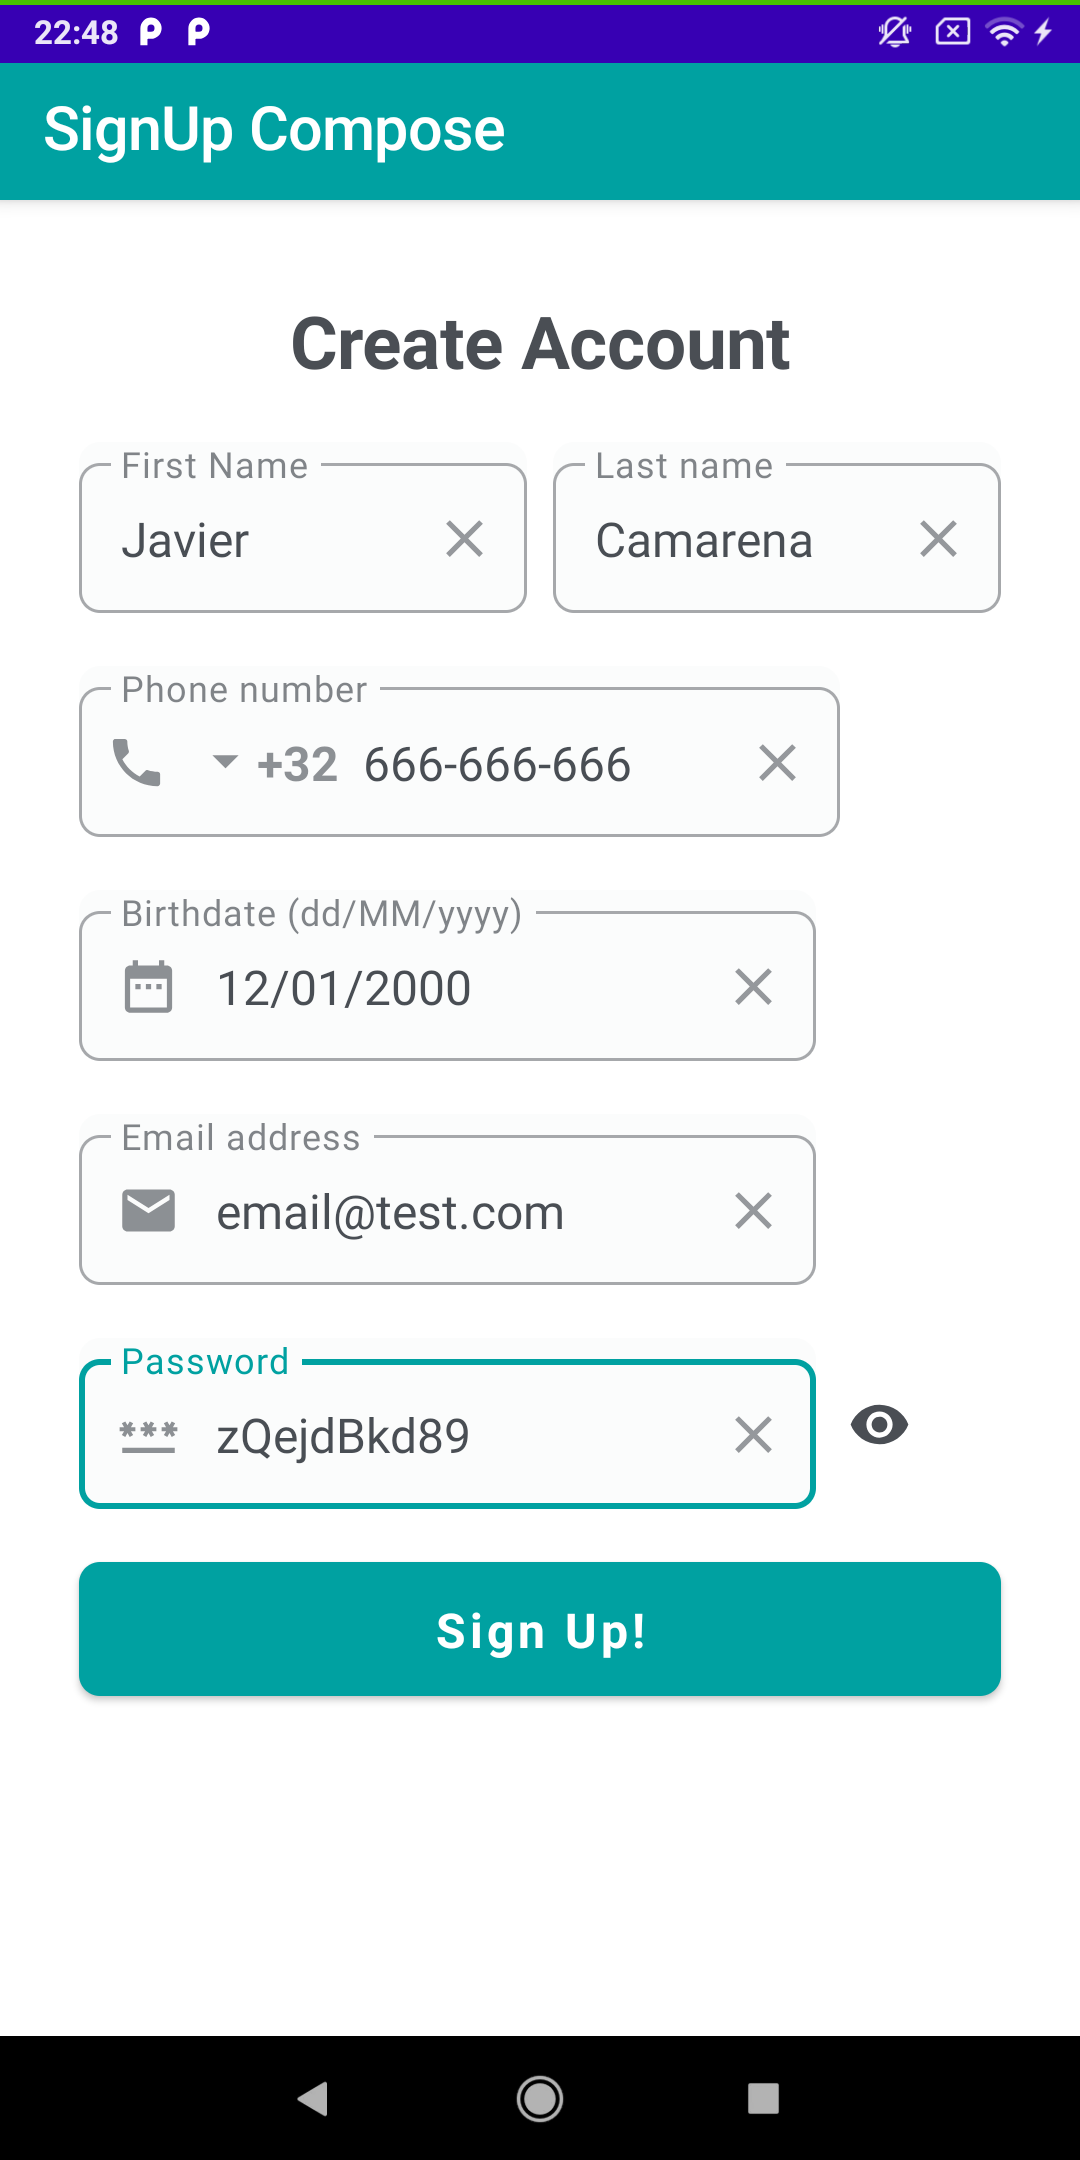 22:48
SignUp Compose
Create Account
First Name Last name
Javier Camarena
Phone number
+32 666-666-666
Birthdate (dd/MM/yyyy)
12/01/2000
Email address
email@test.com
Password
*** zQejdBkd89
Sign Up!